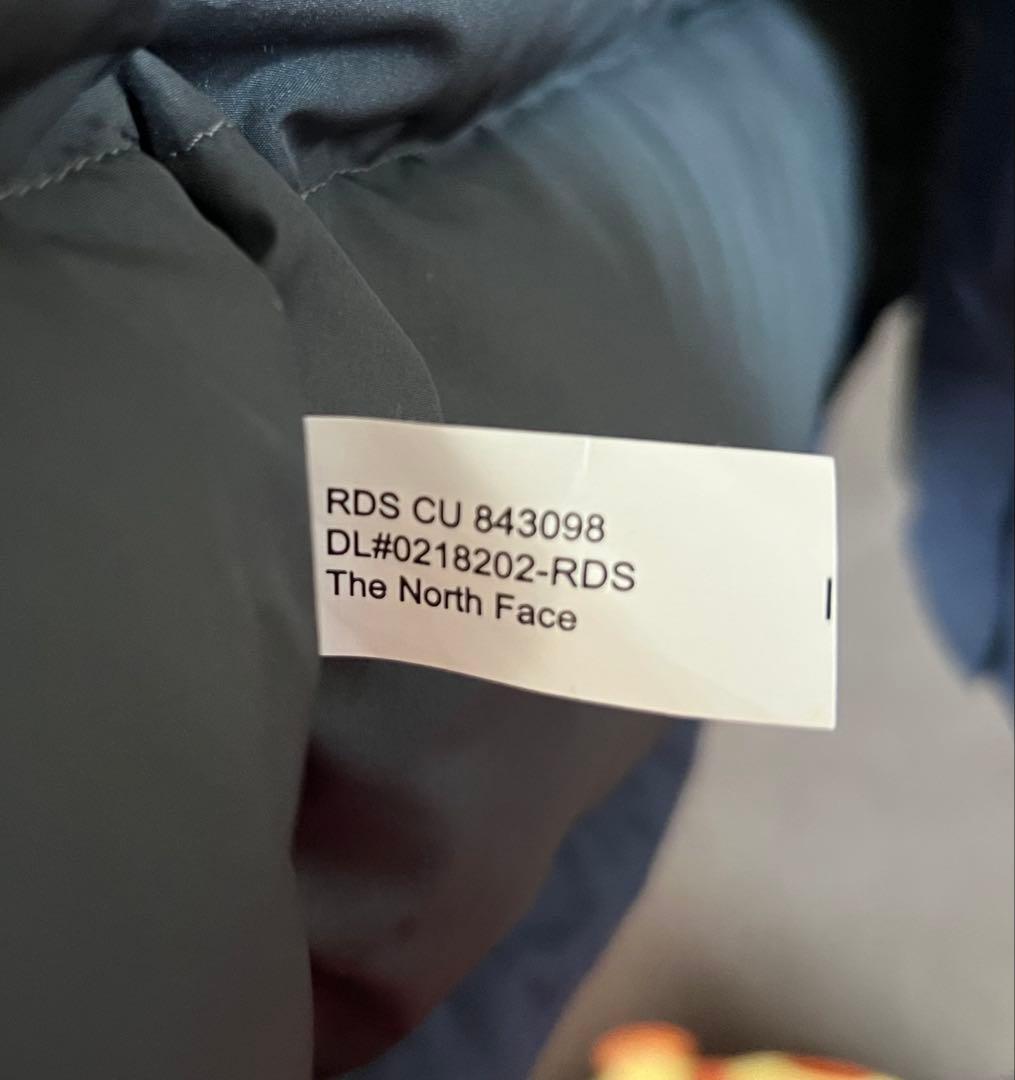 RDS CU 843098
DL#0218202-RDS
The North Face